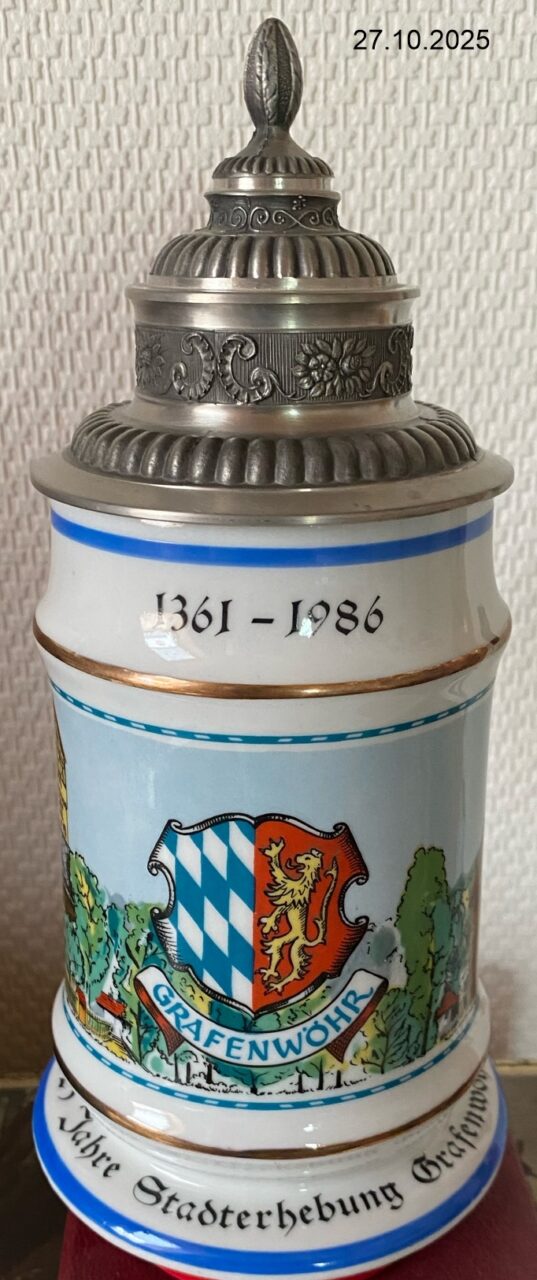 27.10.2025
1361 – 1986
GRAFENWÖHR
Jahre Stadterhebung